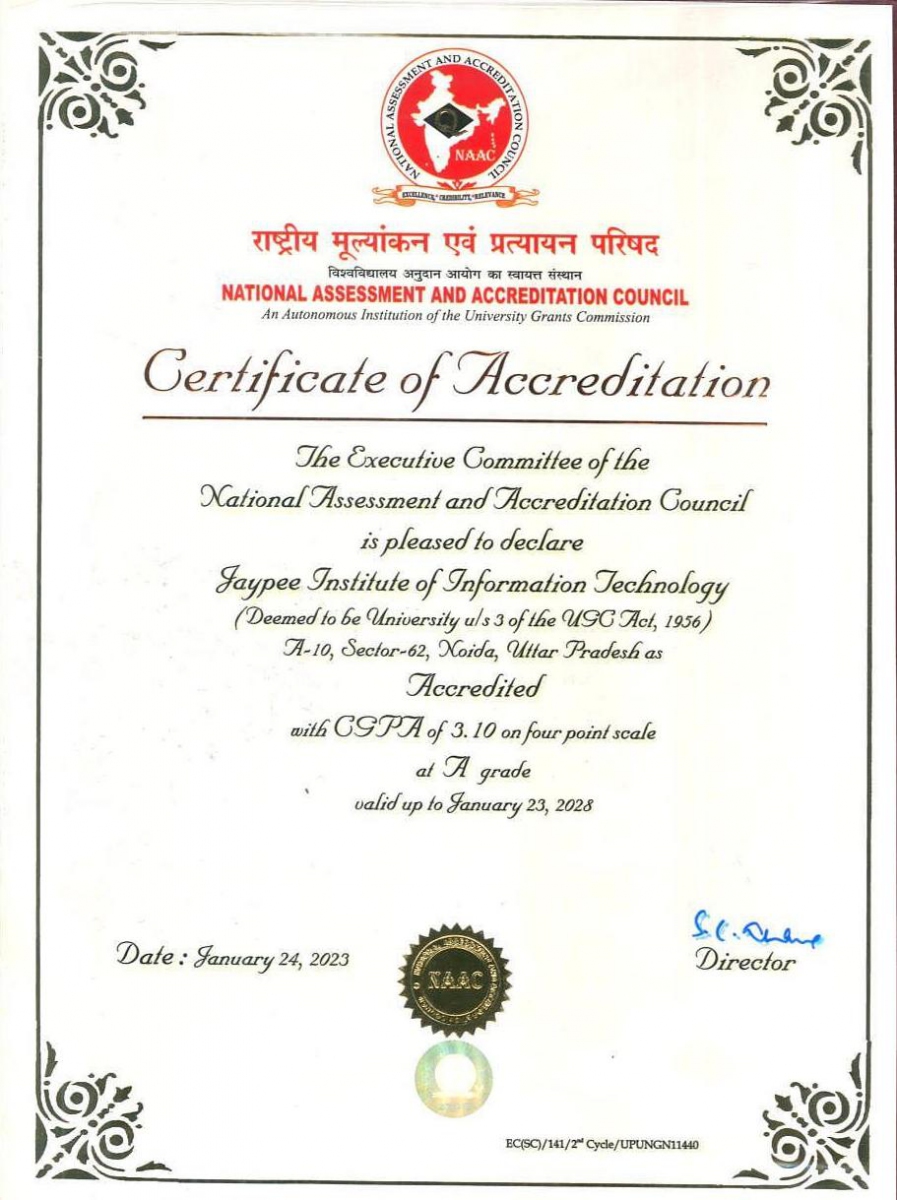 NATIONAL ASSESSMENT AND ACCREDITATION COUNCIL
NAAC
EXCELLENCE * CREDIBILITY * RELEVANCE
राष्ट्रीय मूल्यांकन एवं प्रत्यायन परिषद
विश्वविद्यालय अनुदान आयोग का स्वायत्त संस्थान
NATIONAL ASSESSMENT AND ACCREDITATION COUNCIL
An Autonomous Institution of the University Grants Commission
Certificate of Accreditation
The Executive Committee of the
National Assessment and Accreditation Council
is pleased to declare
Jaypee Institute of Information Technology
(Deemed to be University u/s 3 of the UGC Act, 1956)
A-10, Sector-62, Noida, Uttar Pradesh as
Accredited
with CGPA of 3.10 on four point scale
at A grade
valid up to January 23, 2028
Date : January 24, 2023
Director
NAAC
EC(SC)/141/2nd Cycle/UPUNGN11440